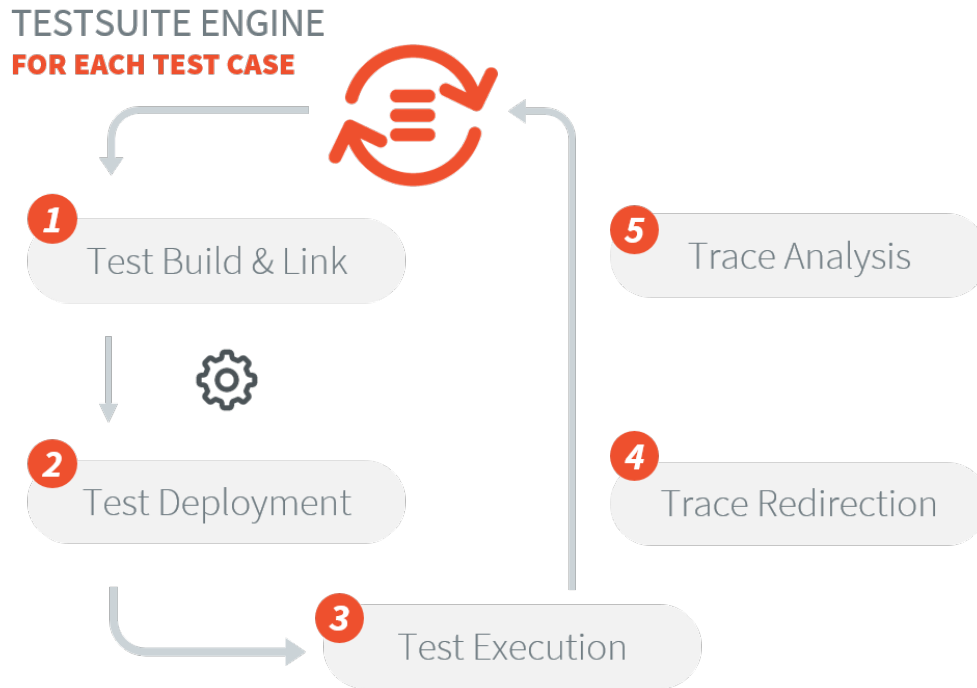 TESTSUITE ENGINE
FOR EACH TEST CASE
1
Test Build & Link
2
Test Deployment
3
Test Execution
4
Trace Redirection
5
Trace Analysis